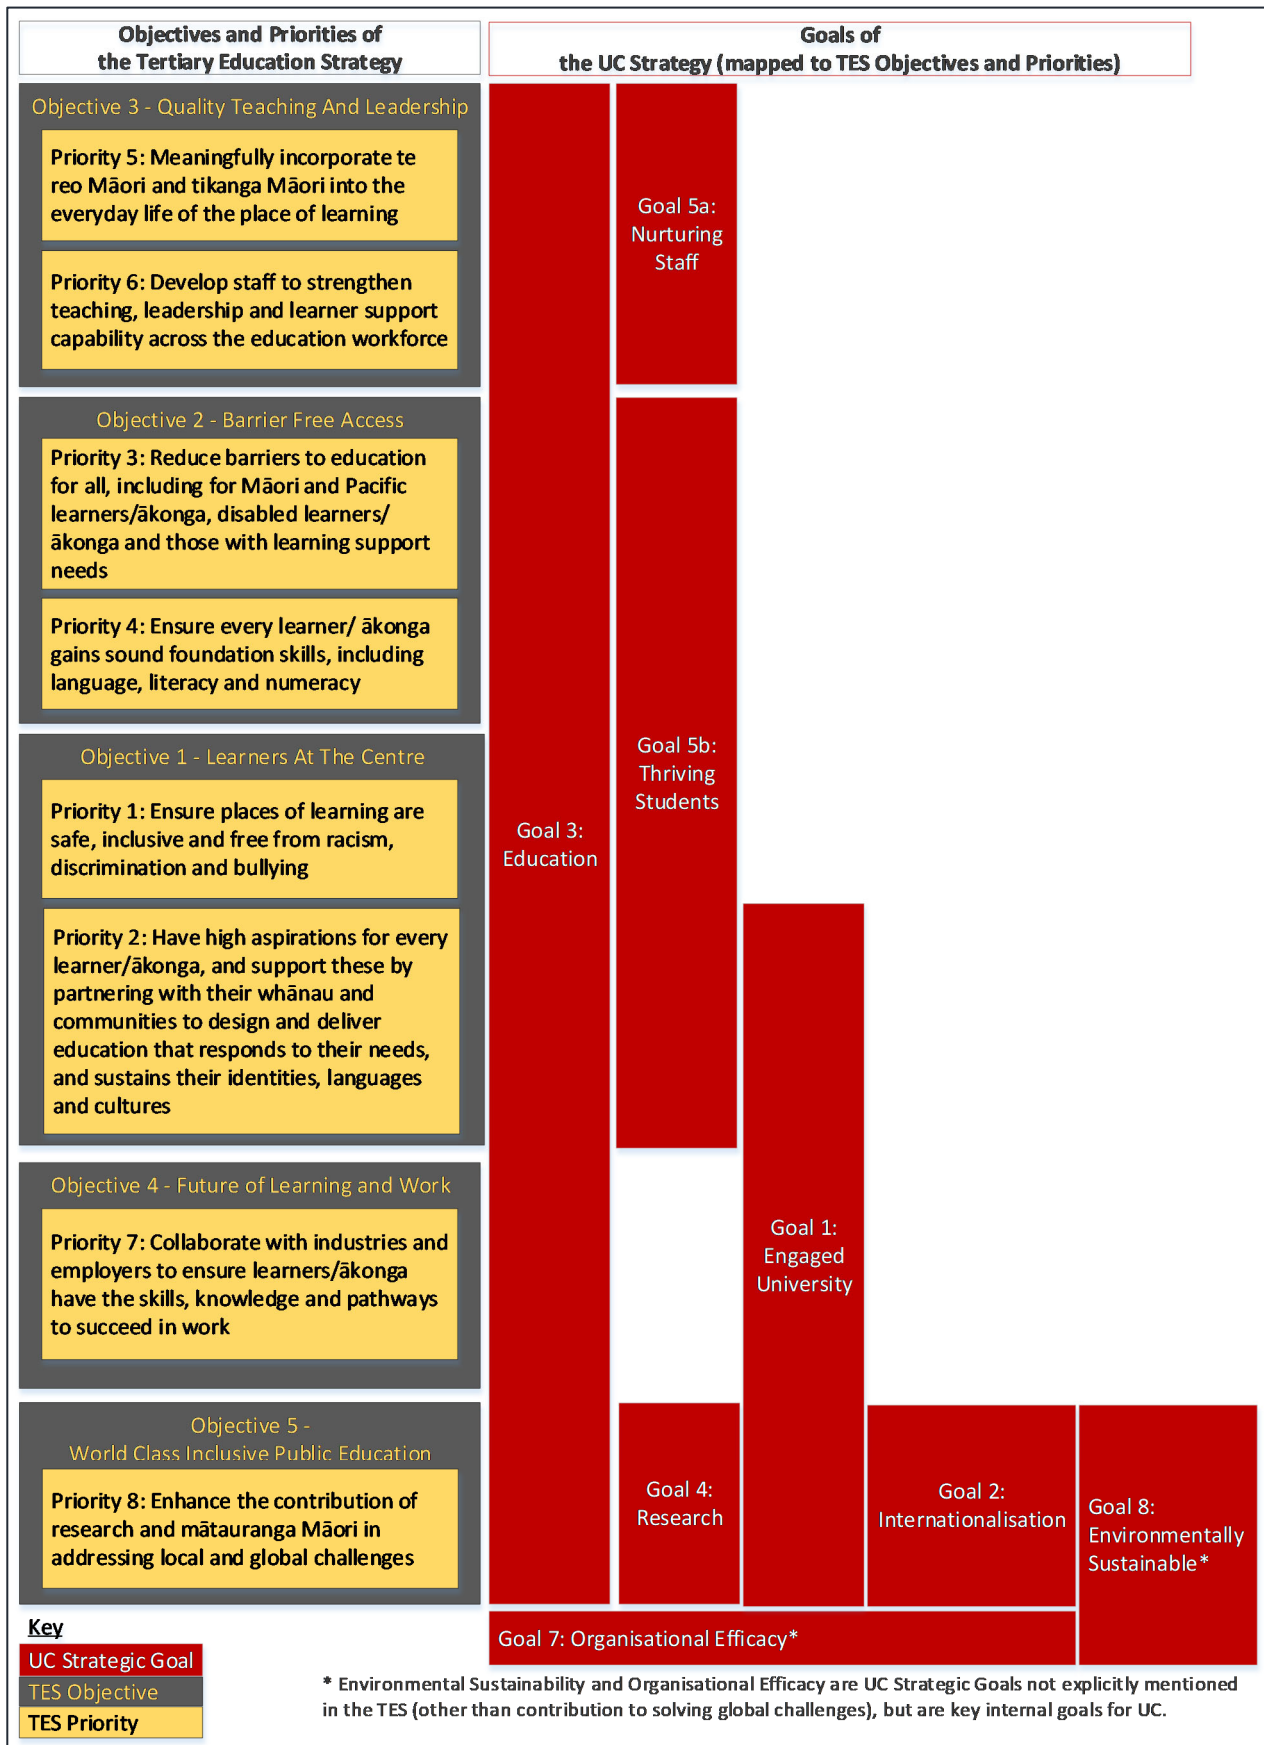 Objectives and Priorities of
the Tertiary Education Strategy
Goals of
the UC Strategy (mapped to TES Objectives and Priorities)
Objective 3 - Quality Teaching And Leadership
Priority 5: Meaningfully incorporate te
reo Māori and tikanga Māori into the
everyday life of the place of learning
Priority 6: Develop staff to strengthen
teaching, leadership and learner support
capability across the education workforce
Objective 2 - Barrier Free Access
Priority 3: Reduce barriers to education
for all, including for Māori and Pacific
learners/ākonga, disabled learners/
ākonga and those with learning support
needs
Priority 4: Ensure every learner/ ākonga
gains sound foundation skills, including
language, literacy and numeracy
Objective 1 - Learners At The Centre
Priority 1: Ensure places of learning are
safe, inclusive and free from racism,
discrimination and bullying
Priority 2: Have high aspirations for every
learner/ākonga, and support these by
partnering with their whānau and
communities to design and deliver
education that responds to their needs,
and sustains their identities, languages
and cultures
Objective 4 - Future of Learning and Work
Priority 7: Collaborate with industries and
employers to ensure learners/ākonga
have the skills, knowledge and pathways
to succeed in work
Objective 5 -
World Class Inclusive Public Education
Priority 8: Enhance the contribution of
research and mātauranga Māori in
addressing local and global challenges
Goal 3:
Education
Goal 5a:
Nurturing
Staff
Goal 5b:
Thriving
Students
Goal 1:
Engaged
University
Goal 4:
Research
Goal 2:
Internationalisation
Goal 8:
Environmentally
Sustainable*
Goal 7: Organisational Efficacy*
Key
UC Strategic Goal
TES Objective
TES Priority
* Environmental Sustainability and Organisational Efficacy are UC Strategic Goals not explicitly mentioned
in the TES (other than contribution to solving global challenges), but are key internal goals for UC.